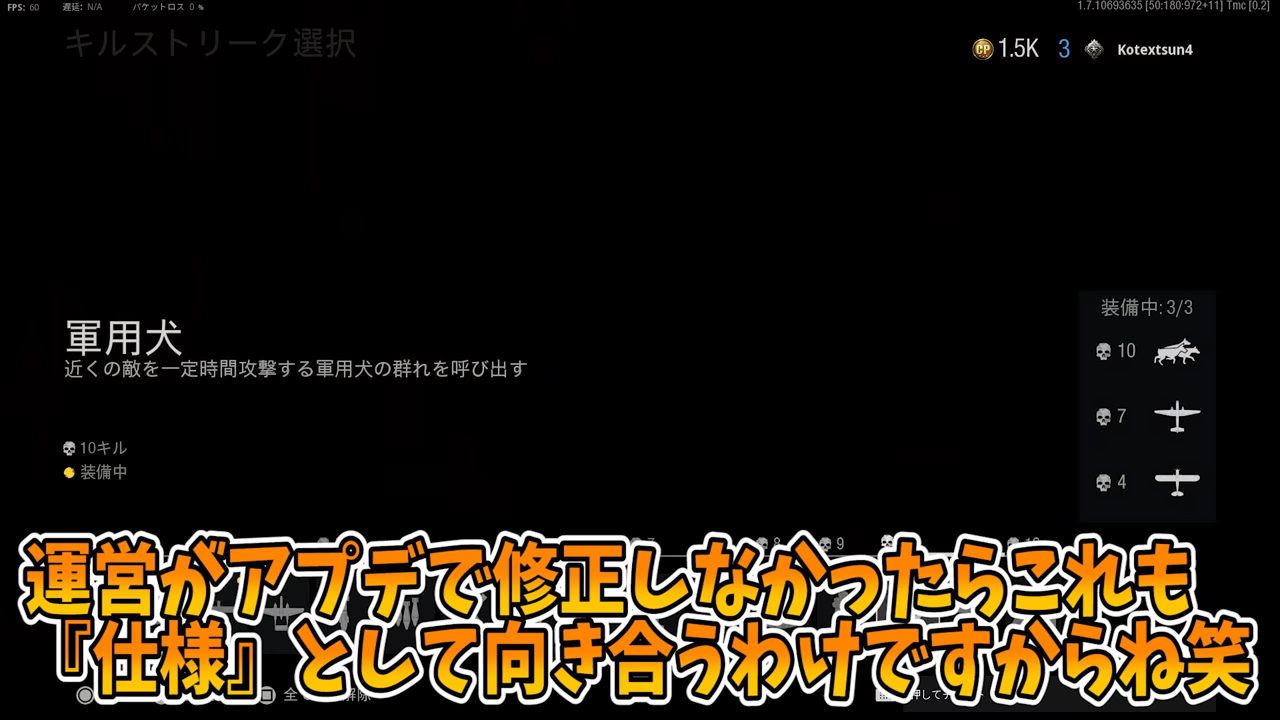 FPS: 60 遅延: N/A パケットロス 0 %
1.7.10693635 [50:180:972+11] Tmc [0.2]
キルストリーク選択
CP 1.5K 3 Kotextsun4
軍用犬
近くの敵を一定時間攻撃する軍用犬の群れを呼び出す
10キル
装備中
装備中: 3/3
10
7
4
8 9
運営がアプデで修正しなかったらこれも
『仕様』として向き合うわけですからね笑